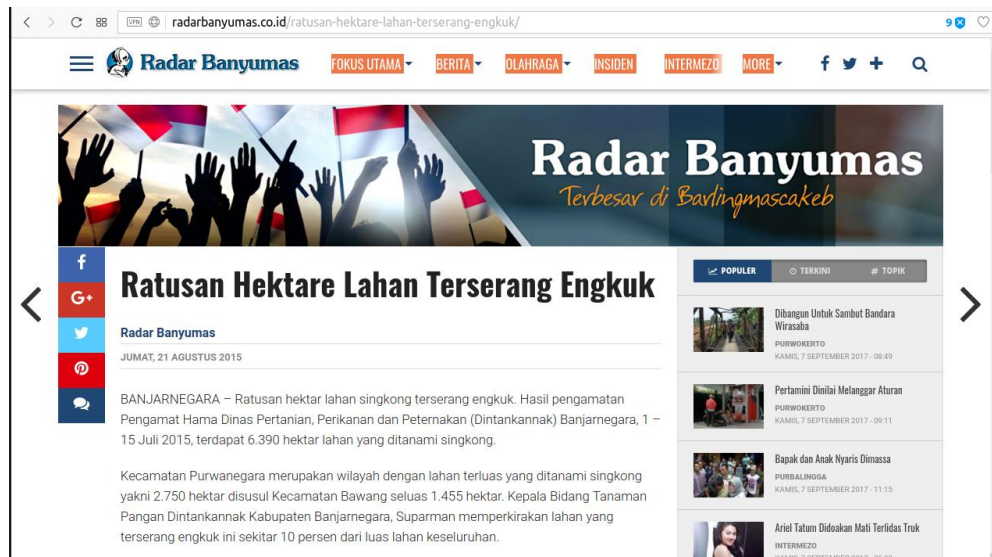 VPN radarbanyumas.co.id/ratusan-hektare-lahan-terserang-engkuk/ 9
Radar Banyumas FOKUS UTAMA BERITA OLAHRAGA INSIDEN INTERMEZO MORE
Radar Banyumas
Terbesar di Barlingmascakeb
Ratusan Hektare Lahan Terserang Engkuk
Radar Banyumas
JUMAT, 21 AGUSTUS 2015
BANJARNEGARA – Ratusan hektar lahan singkong terserang engkuk. Hasil pengamatan
Pengamat Hama Dinas Pertanian, Perikanan dan Peternakan (Dintankannak) Banjarnegara, 1 –
15 Juli 2015, terdapat 6.390 hektar lahan yang ditanami singkong.
Kecamatan Purwanegara merupakan wilayah dengan lahan terluas yang ditanami singkong
yakni 2.750 hektar disusul Kecamatan Bawang seluas 1.455 hektar. Kepala Bidang Tanaman
Pangan Dintankannak Kabupaten Banjarnegara, Suparman memperkirakan lahan yang
terserang engkuk ini sekitar 10 persen dari luas lahan keseluruhan.
POPULER TERKINI # TOPIK
Dibangun Untuk Sambut Bandara
Wirasaba
PURWOKERTO
KAMIS, 7 SEPTEMBER 2017 - 08:49
Pertamini Dinilai Melanggar Aturan
PURWOKERTO
KAMIS, 7 SEPTEMBER 2017 - 09:11
Bapak dan Anak Nyaris Dimassa
PURBALINGGA
KAMIS, 7 SEPTEMBER 2017 - 11:15
Ariel Tatum Didoakan Mati Terlidas Truk
INTERMEZO